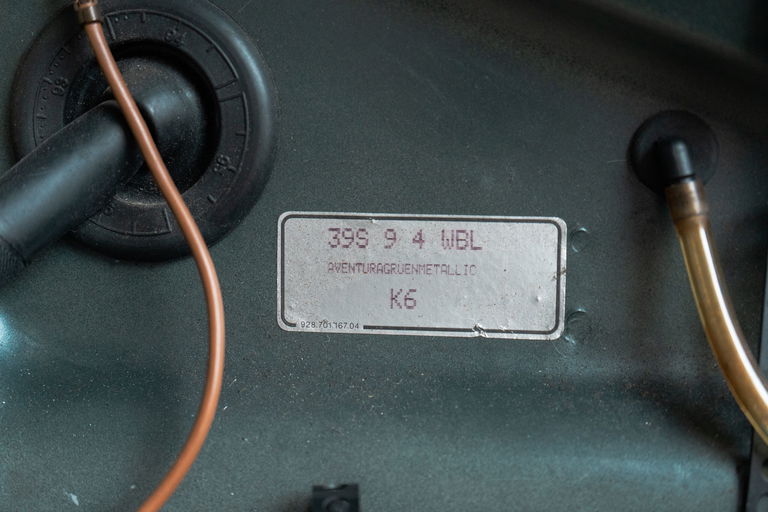 39S 9 4 WBL
AVENTURAGRUENMETALLIC
K6
928.701.167.04